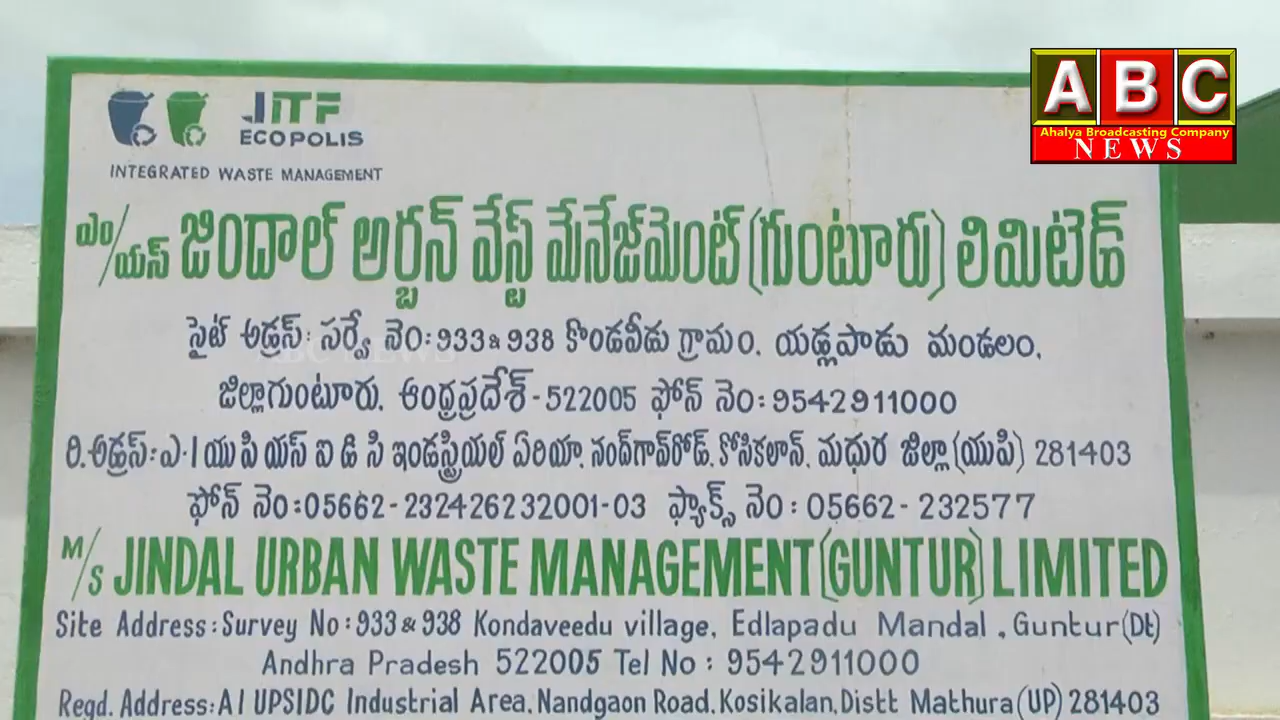 ABC
Ahalya Broadcasting Company
NEWS
JITF
ECOPOLIS
INTEGRATED WASTE MANAGEMENT
ఎం/యస్ జిందాల్ అర్బన్ వేస్ట్ మేనేజ్‌మెంట్ (గుంటూరు) లిమిటెడ్
సైట్ అడ్రస్: సర్వే నెం:933 & 938 కొండవీడు గ్రామం. యడ్లపాడు మండలం,
జిల్లాగుంటూరు. ఆంధ్రప్రదేశ్-522005 ఫోన్ నెం:9542911000
రి.అడ్రస్:ఎ.1 యు పి యస్ ఐ డి సి ఇండస్ట్రియల్ ఏరియా. నంద్‌గావ్‌రోడ్. కోసికలాన్. మధుర జిల్లా (యుపి) 281403
ఫోన్ నెం:05662-232426232001-03 ఫ్యాక్స్ నెం: 05662-232577
M/S JINDAL URBAN WASTE MANAGEMENT (GUNTUR) LIMITED
Site Address:Survey No:933 & 938 Kondaveedu village, Edlapadu Mandal, Guntur(Dt)
Andhra Pradesh 522005 Tel No: 9542911000
Regd. Address:A1 UPSIDC Industrial Area, Nandgaon Road, Kosikalan, Distt Mathura (UP) 281403
ABC NEWS